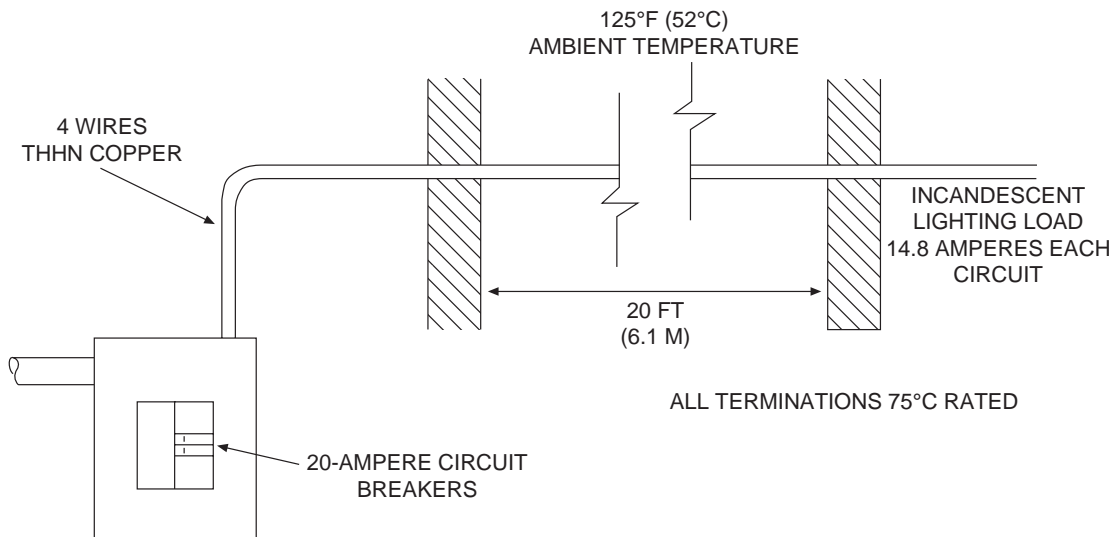 125°F (52°C)
AMBIENT TEMPERATURE
4 WIRES
THHN COPPER
INCANDESCENT
LIGHTING LOAD
14.8 AMPERES EACH
CIRCUIT
20 FT
(6.1 M)
ALL TERMINATIONS 75°C RATED
20-AMPERE CIRCUIT
BREAKERS